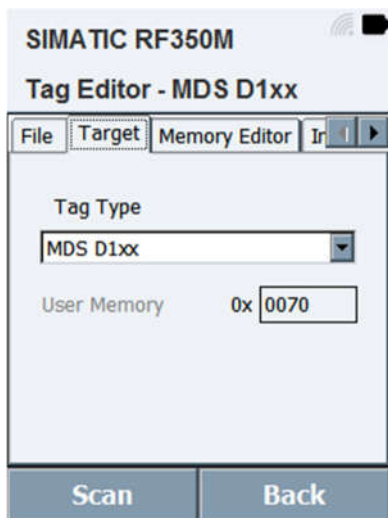 SIMATIC RF350M
Tag Editor - MDS D1xx
File Target Memory Editor
Tag Type
MDS D1xx
User Memory 0x 0070
Scan Back